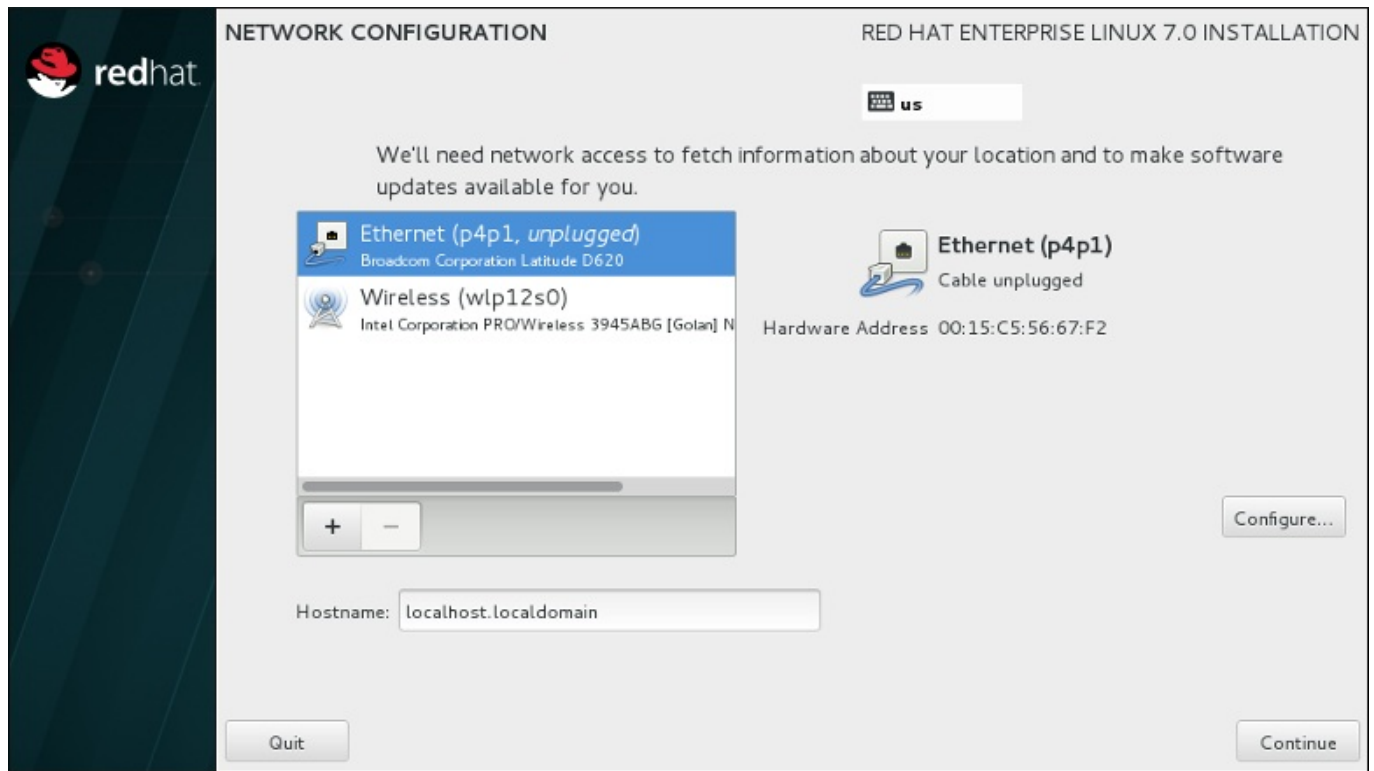 NETWORK CONFIGURATION
RED HAT ENTERPRISE LINUX 7.0 INSTALLATION
redhat.
us
We'll need network access to fetch information about your location and to make software
updates available for you.
Ethernet (p4p1, unplugged)
Broadcom Corporation Latitude D620
Wireless (wlp12s0)
Intel Corporation PRO/Wireless 3945ABG [Golan] N
Ethernet (p4p1)
Cable unplugged
Hardware Address 00:15:C5:56:67:F2
+ −
Configure...
Hostname: localhost.localdomain
Quit
Continue